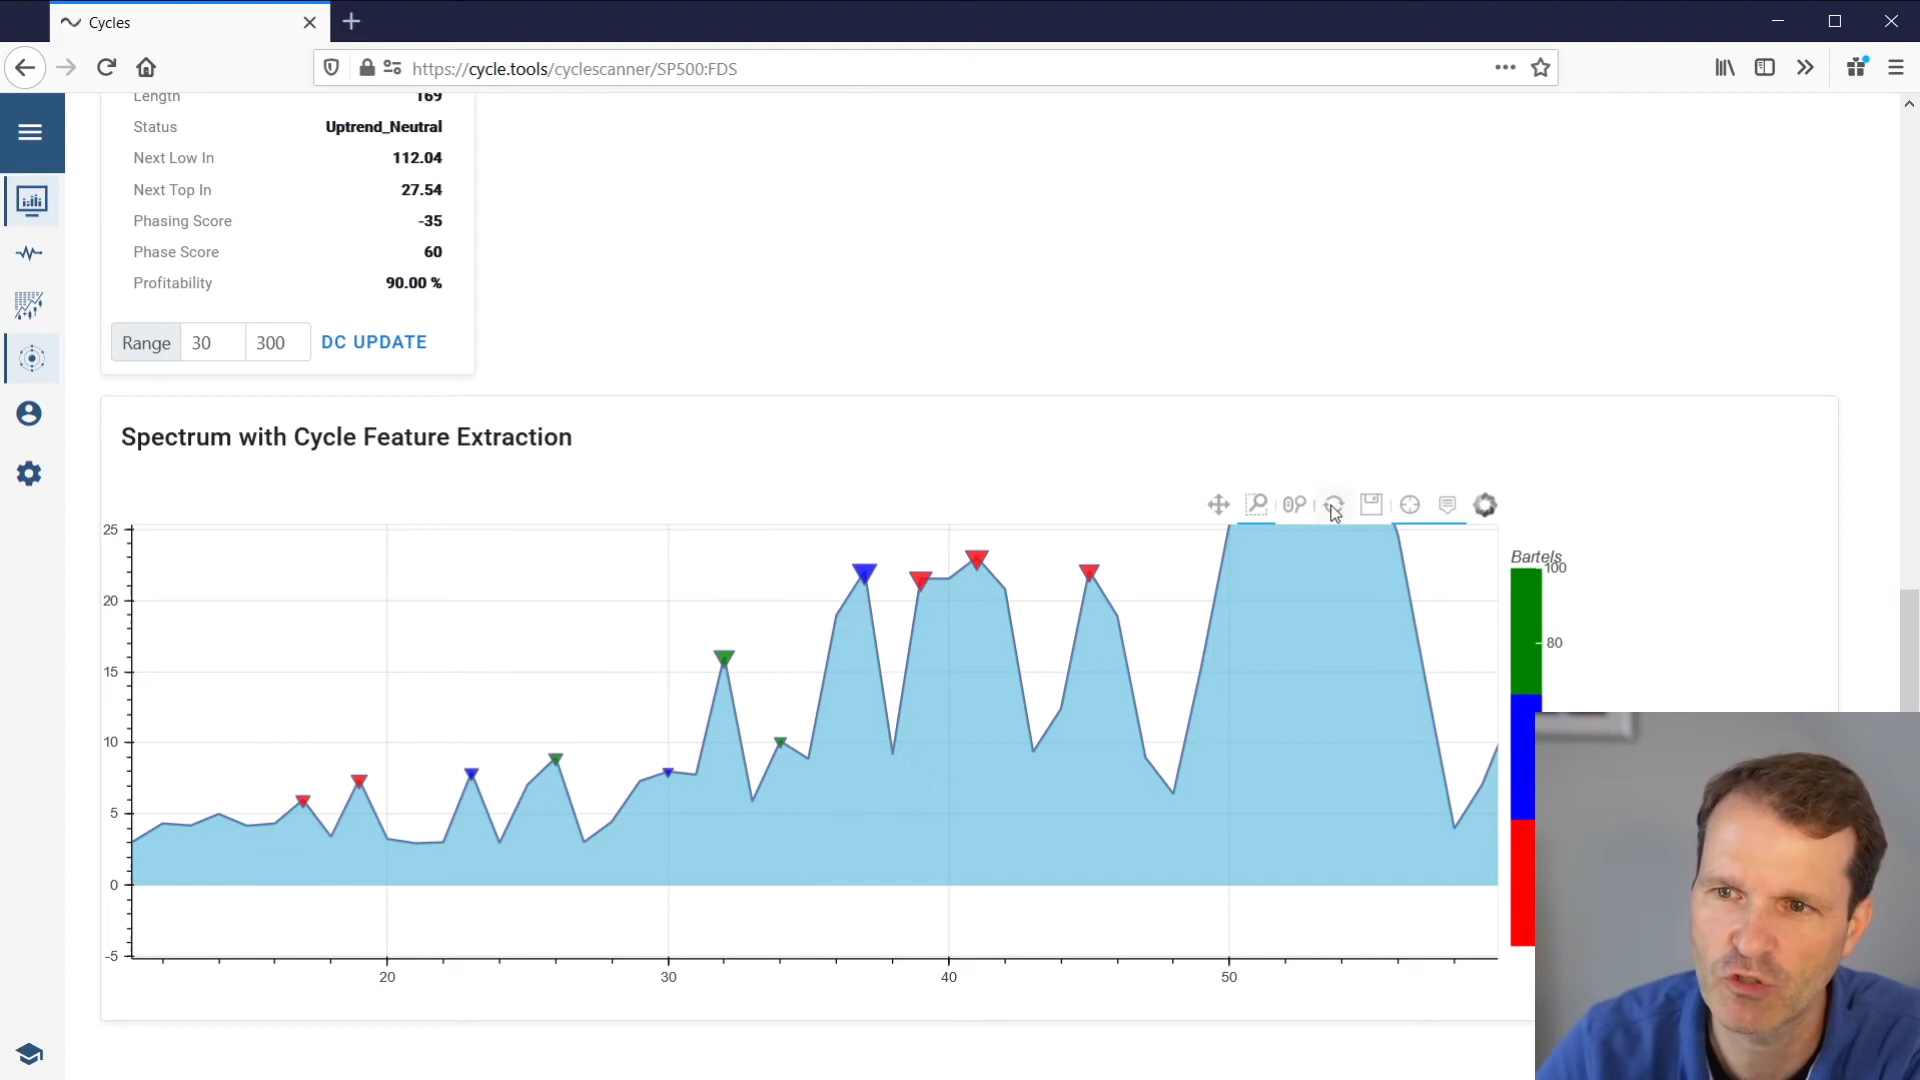 Cycles
https://cycle.tools/cyclescanner/SP500:FDS
Length 169
Status Uptrend_Neutral
Next Low In 112.04
Next Top In 27.54
Phasing Score -35
Phase Score 60
Profitability 90.00 %
Range 30 300 DC UPDATE
Spectrum with Cycle Feature Extraction
25
20
15
10
5
0
-5
20 30 40 50
Bartels
100
80